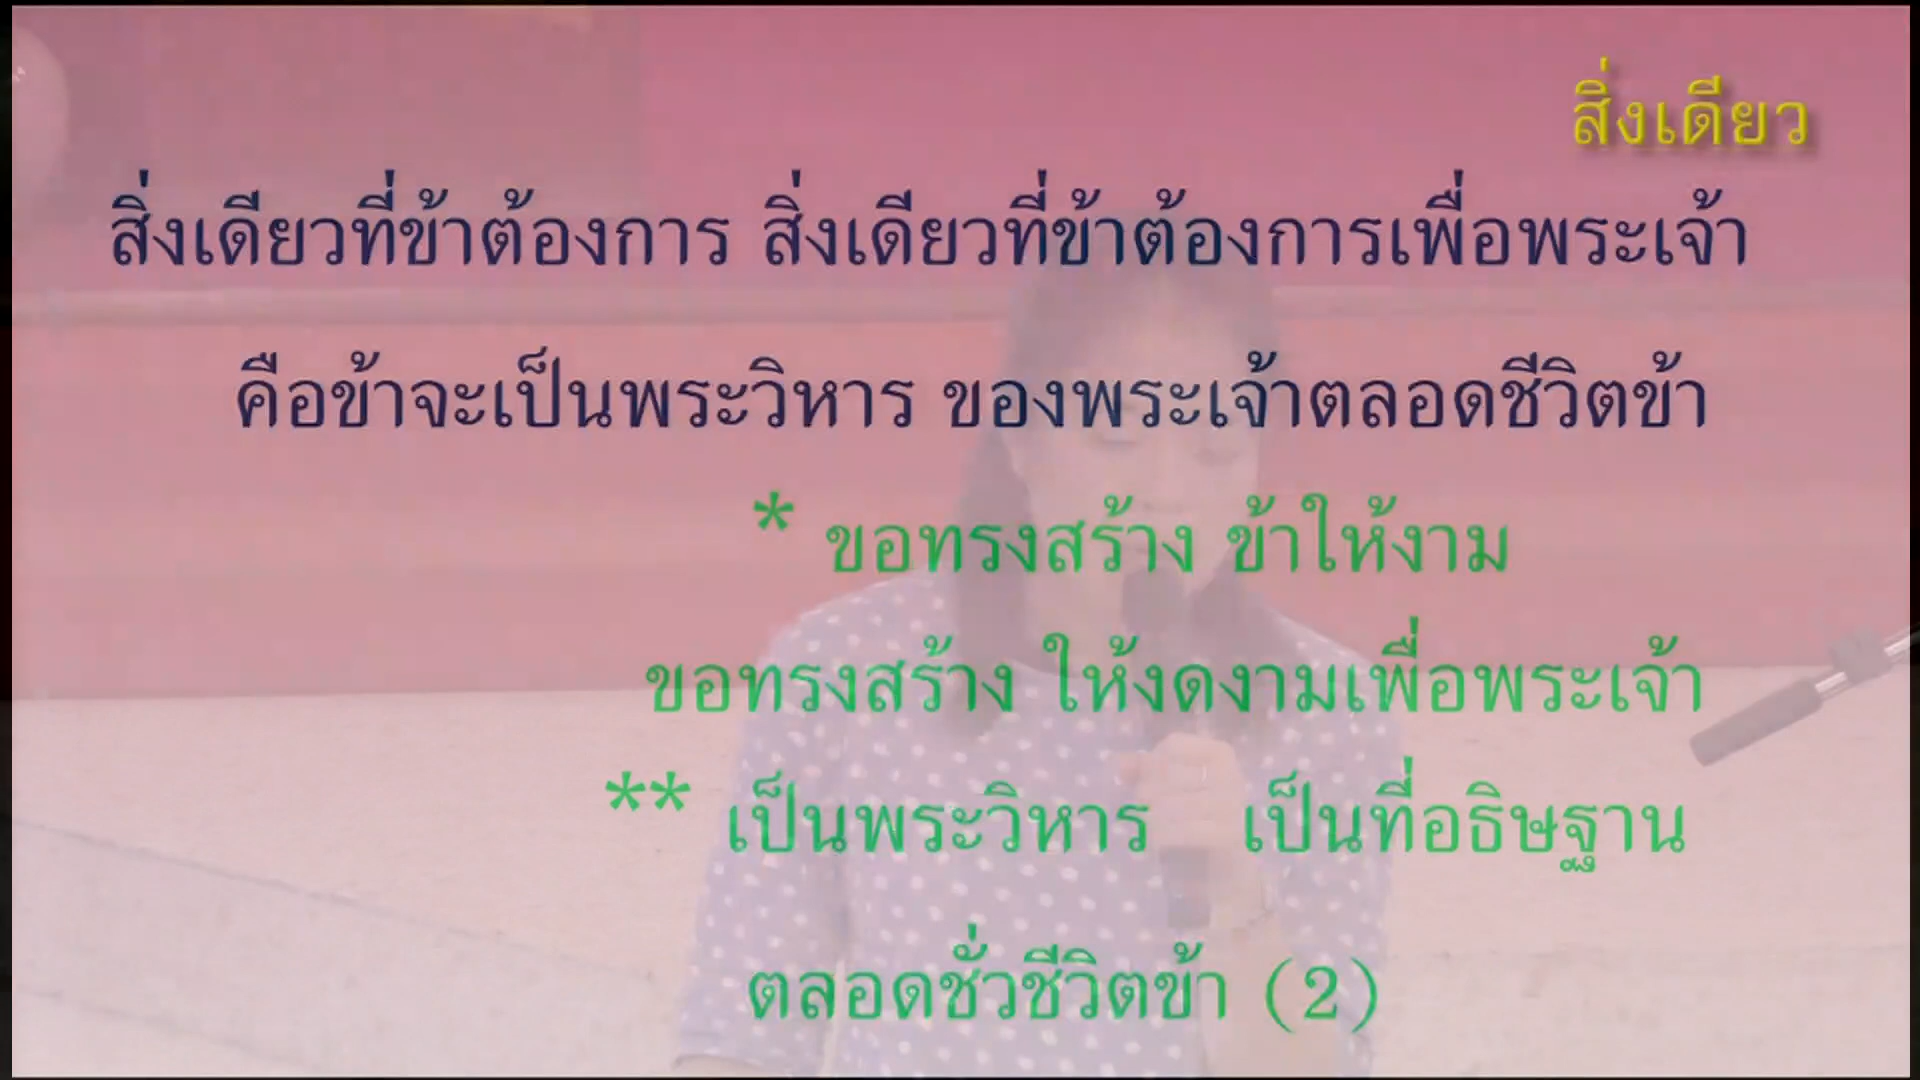 สิ่งเดียว
สิ่งเดียวที่ข้าต้องการ สิ่งเดียวที่ข้าต้องการเพื่อพระเจ้า
คือข้าจะเป็นพระวิหาร ของพระเจ้าตลอดชีวิตข้า
* ขอทรงสร้าง ข้าให้งาม
ขอทรงสร้าง ให้งดงามเพื่อพระเจ้า
** เป็นพระวิหาร เป็นที่อธิษฐาน
ตลอดชั่วชีวิตข้า (2)